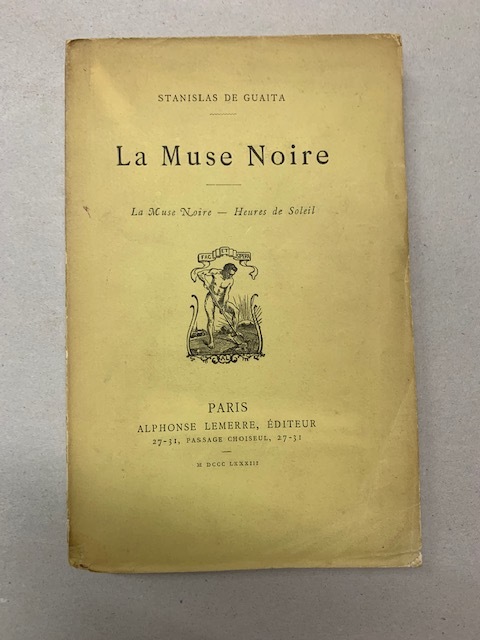 STANISLAS DE GUAITA
La Muse Noire
La Muse Noire — Heures de Soleil
FAC ET SPERA
PARIS
ALPHONSE LEMERRE, ÉDITEUR
27-31, PASSAGE CHOISEUL, 27-31
M DCCC LXXXIII